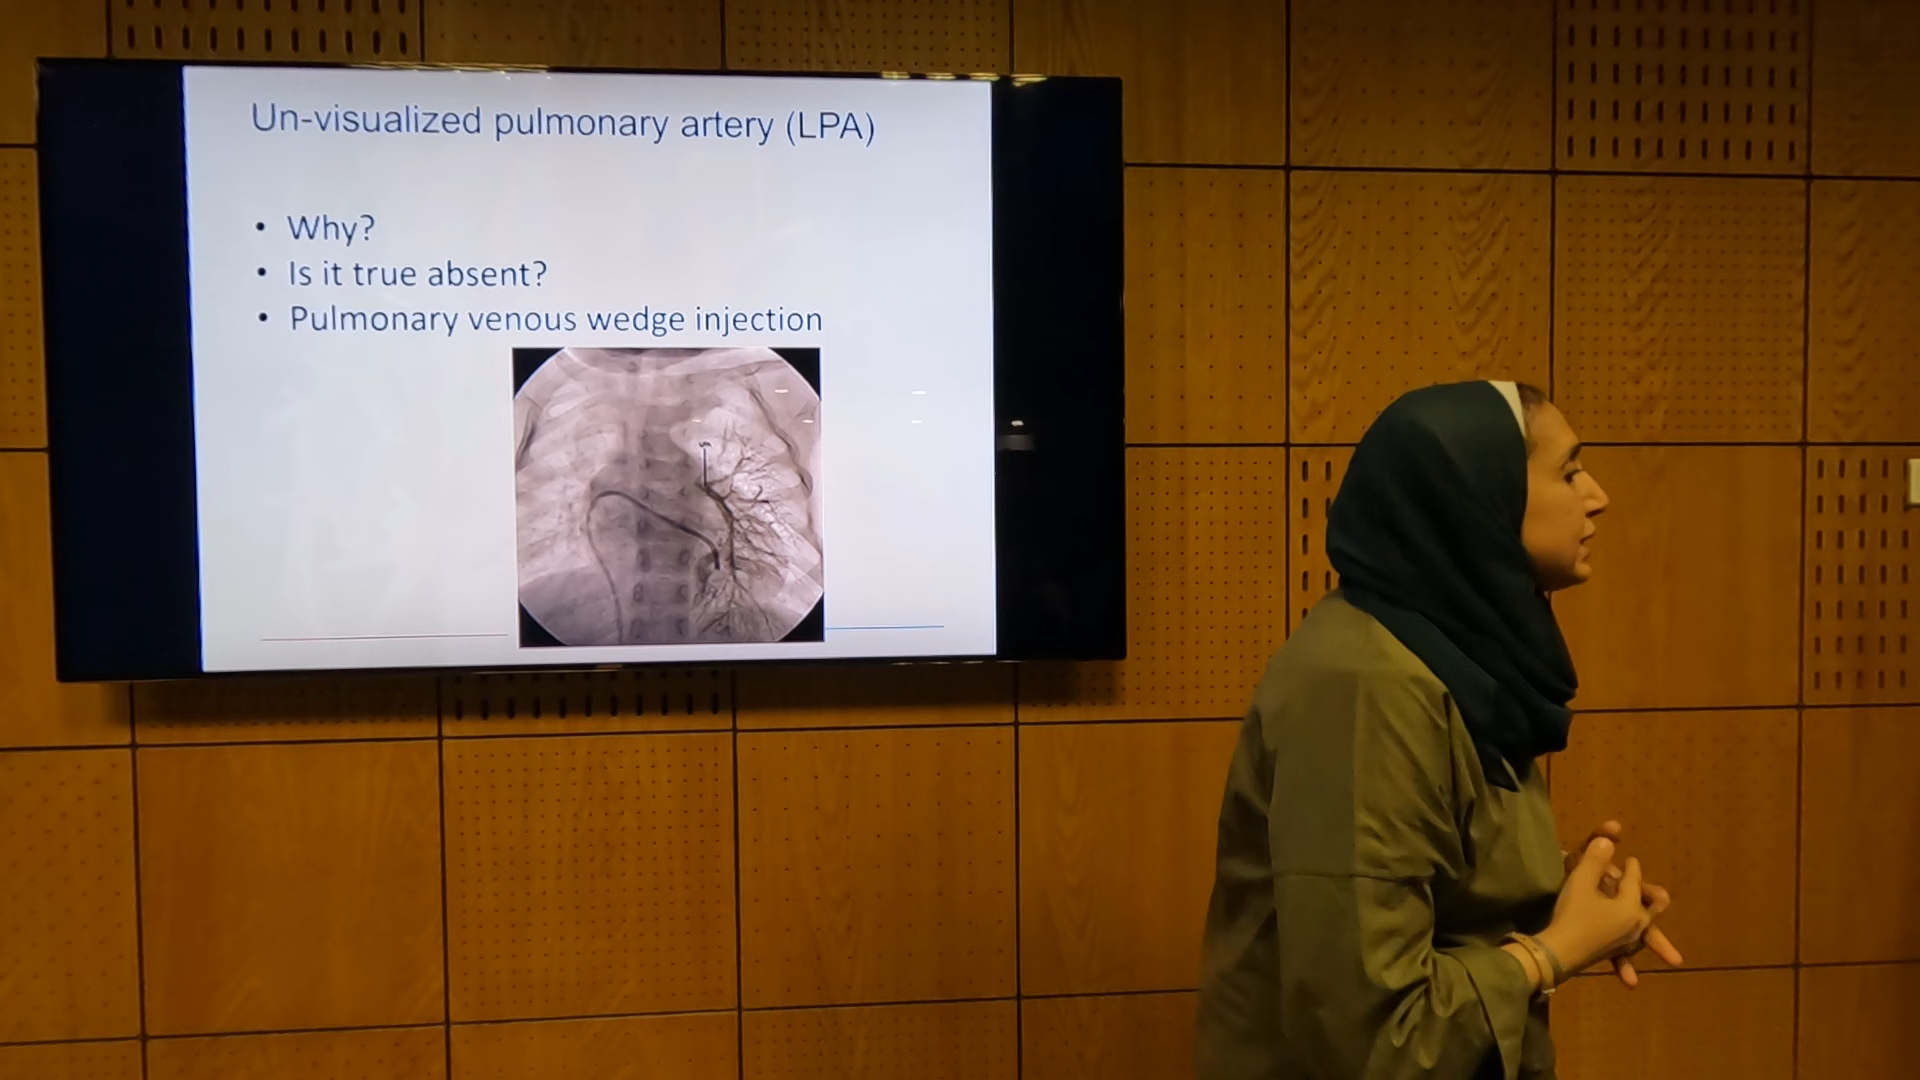 Un-visualized pulmonary artery (LPA)
• Why?
• Is it true absent?
• Pulmonary venous wedge injection